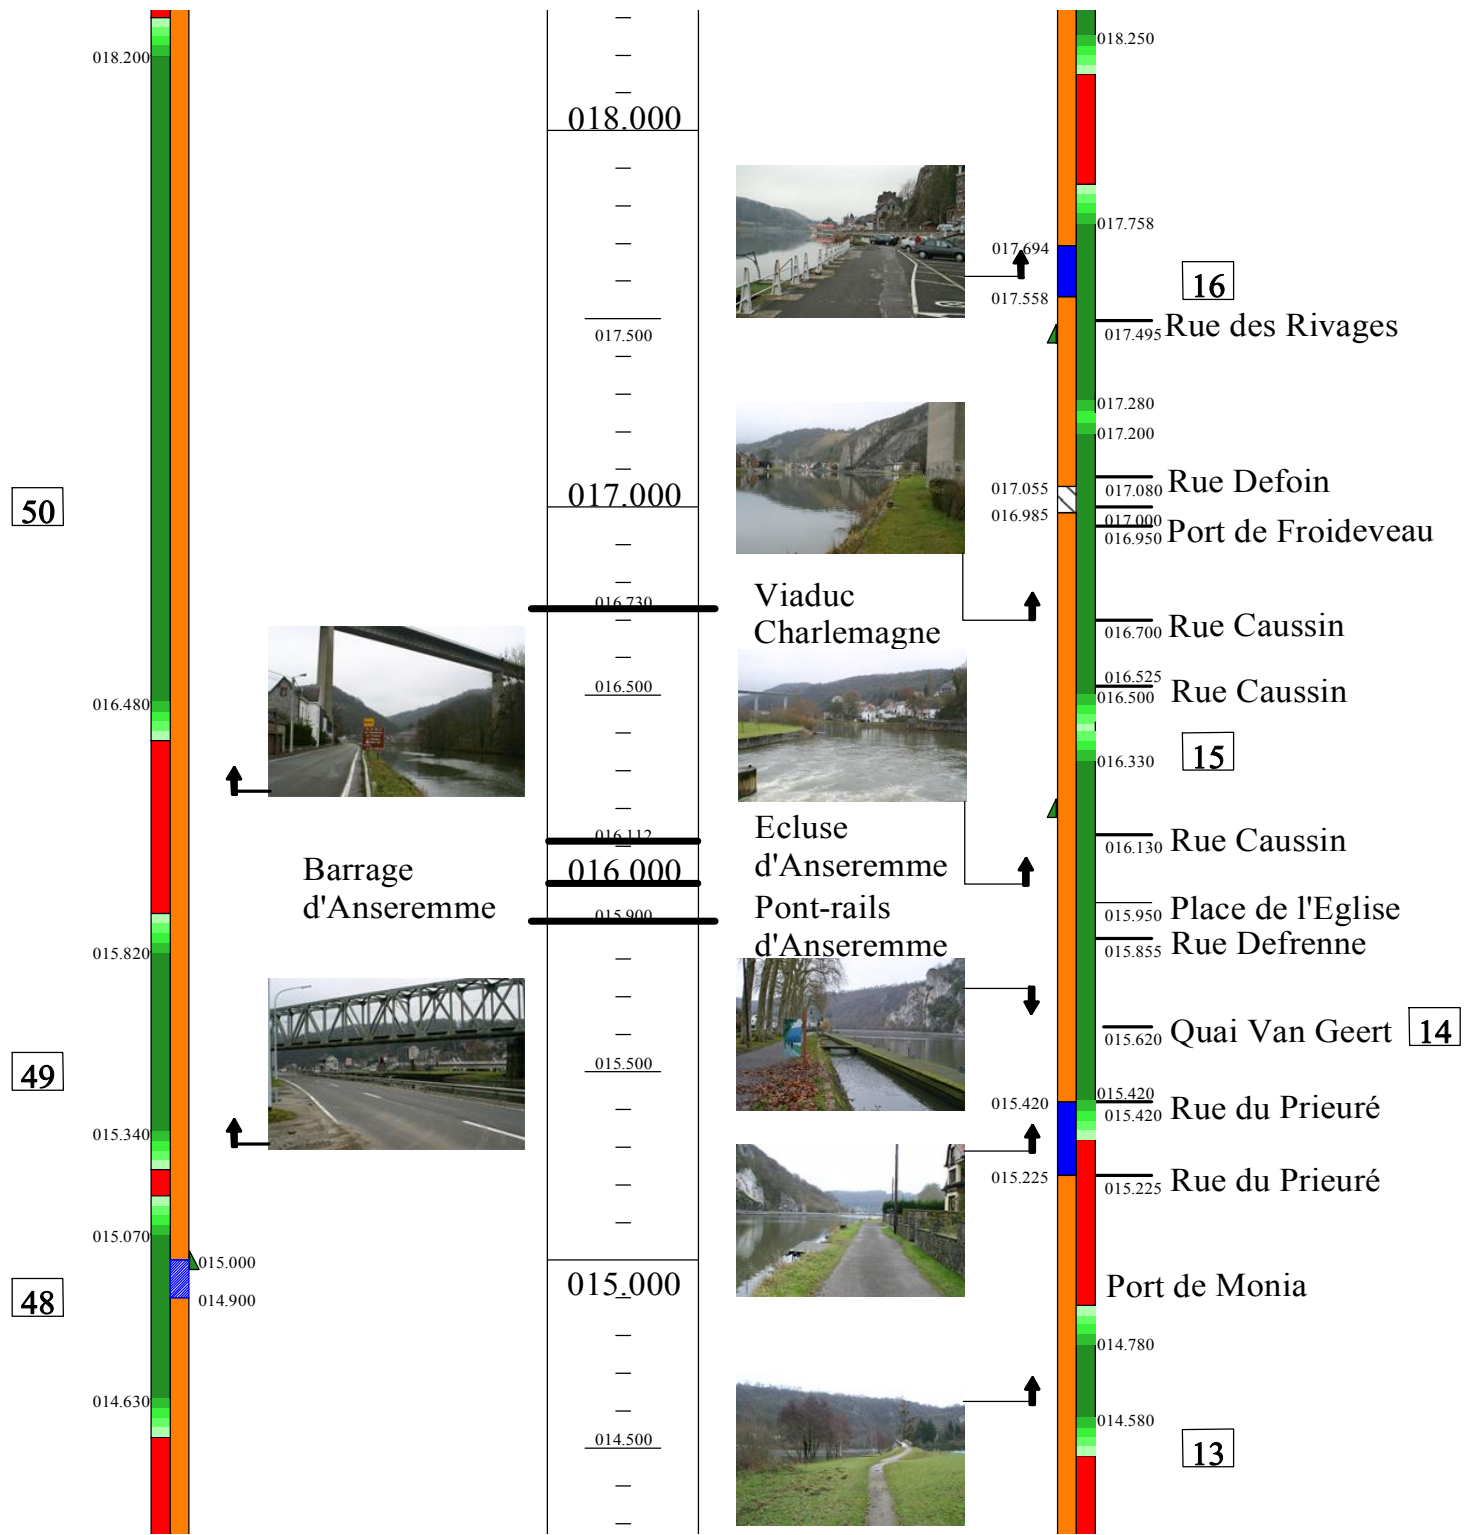 018.200
018.250
018.000
017.758
017.694
16
017.558
017.500
017.495 Rue des Rivages
017.280
017.200
50
017.000
017.055
017.080 Rue Defoin
016.985
017.000
016.950 Port de Froideveau
016.730
Viaduc
Charlemagne
016.700 Rue Caussin
016.480
016.500
016.525
016.500 Rue Caussin
15
016.330
016.112
Ecluse
d'Anseremme
016.130 Rue Caussin
Barrage
d'Anseremme
016.000
015.900
Pont-rails
d'Anseremme
015.950 Place de l'Eglise
015.855 Rue Defrenne
015.820
015.620 Quai Van Geert 14
49
015.500
015.420
015.420
015.420 Rue du Prieuré
015.340
015.225
015.225 Rue du Prieuré
015.070
015.000
48
014.900
015.000
Port de Monia
014.780
014.630
014.580
014.500
13